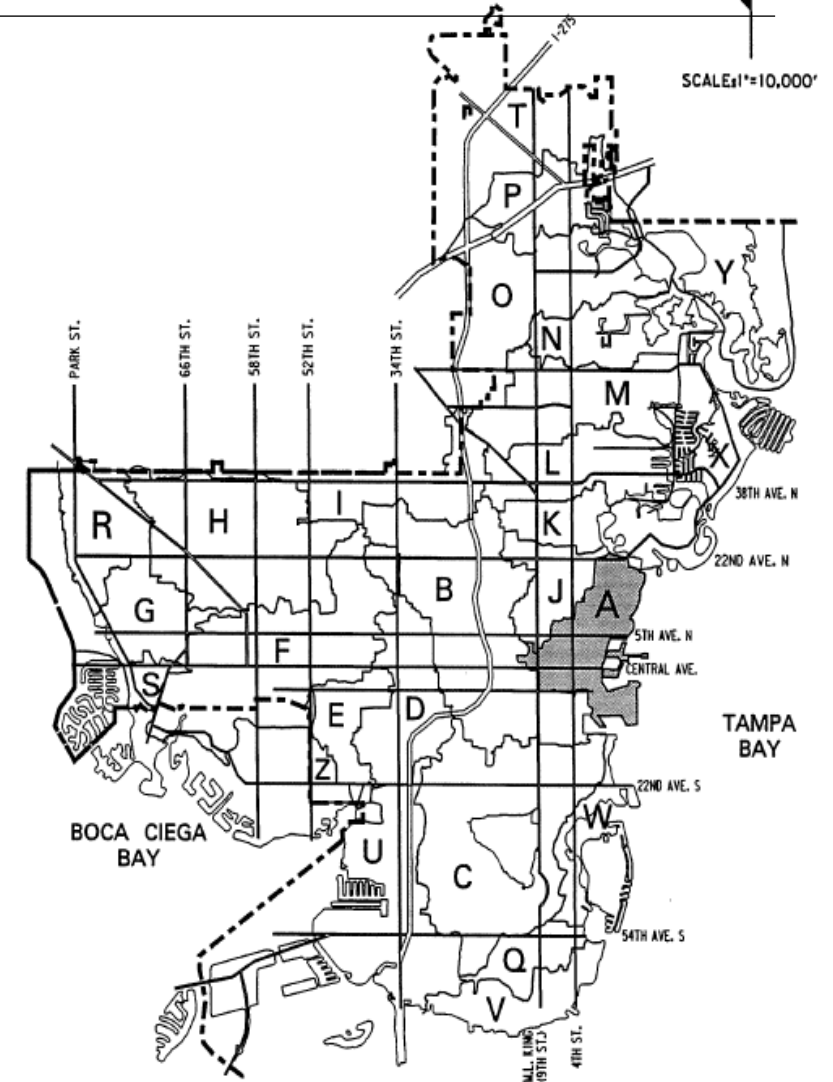 I-275
SCALE:1"=10,000'
T
P
Y
O
N
PARK ST.
66TH ST.
58TH ST.
52TH ST.
34TH ST.
M
L
X
38TH AVE. N
R
H
I
K
22ND AVE. N
G
B
J
A
F
5TH AVE. N
CENTRAL AVE.
S
E
D
TAMPA
BAY
Z
22ND AVE. S
BOCA CIEGA
BAY
W
U
C
54TH AVE. S
Q
V
M.L. KING
(9TH ST.)
4TH ST.